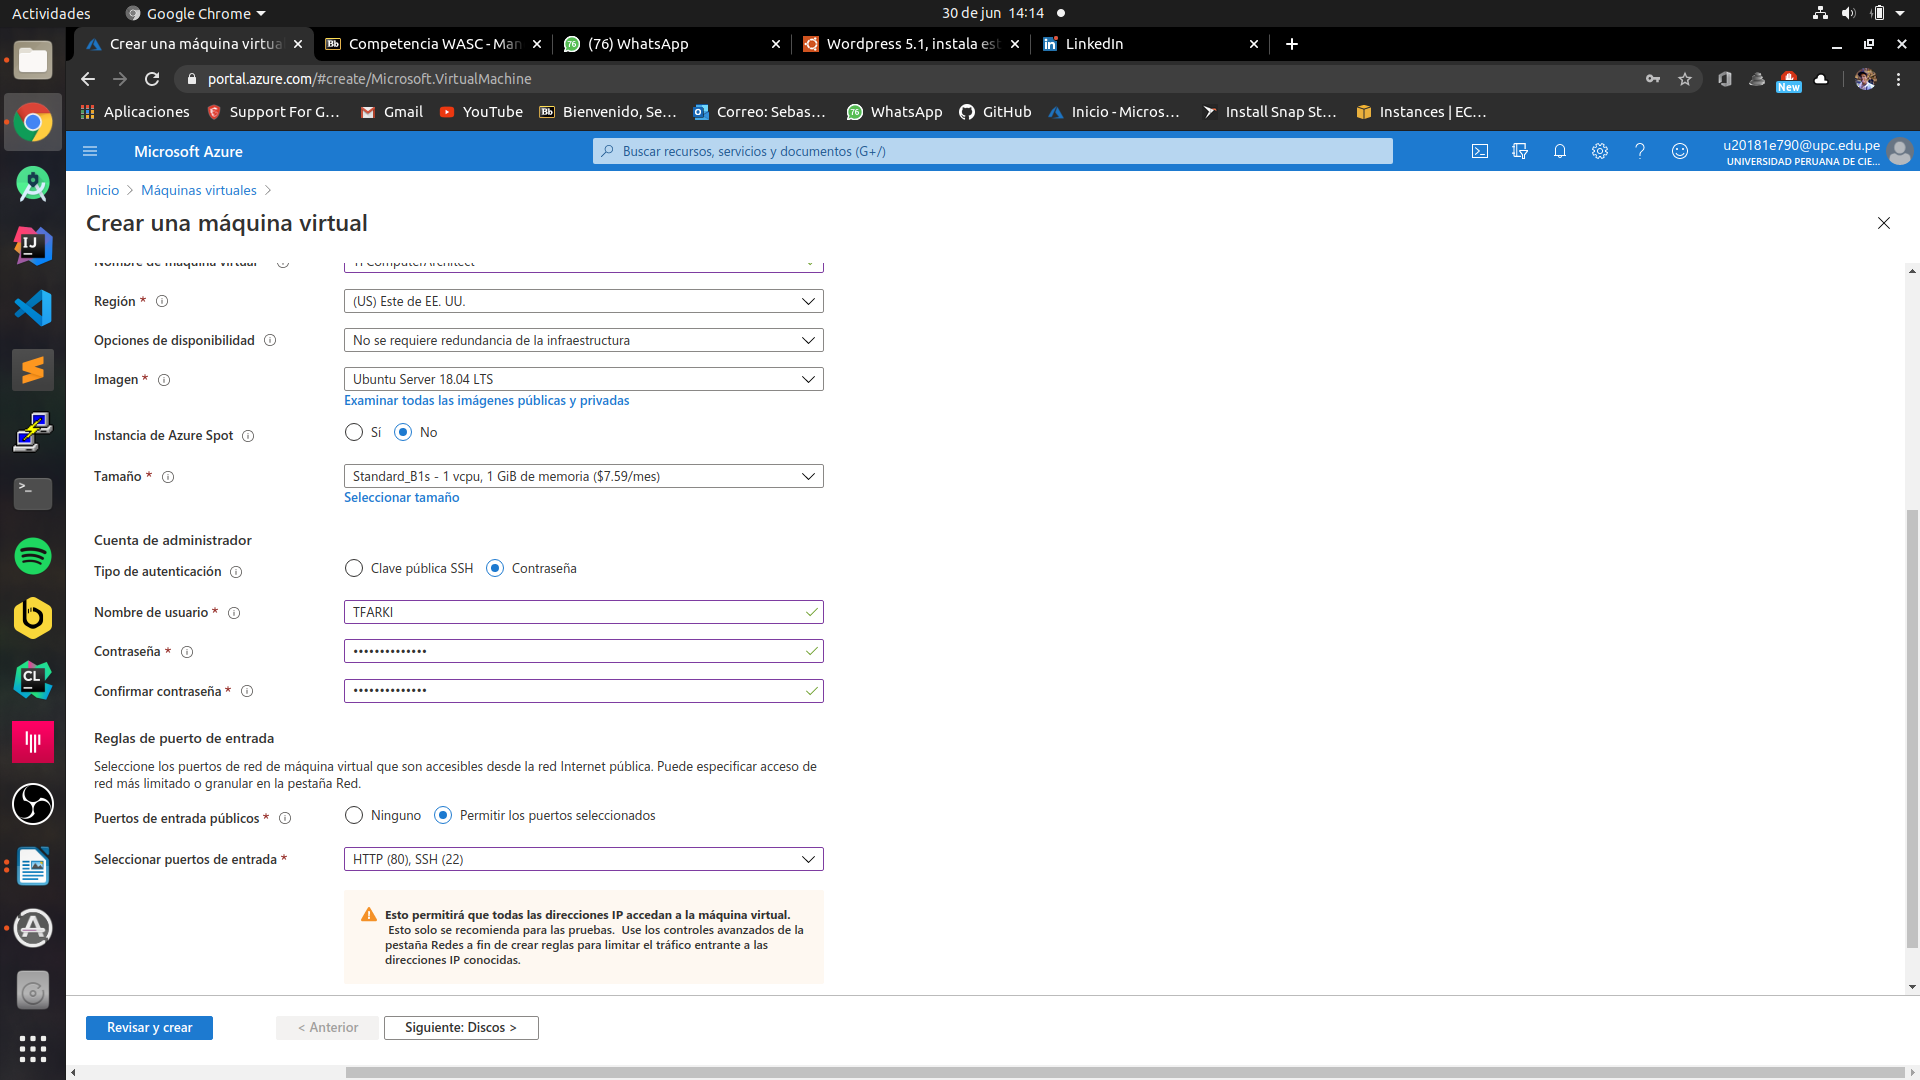 Actividades
Google Chrome
30 de jun 14:14
Crear una máquina virtual
Competencia WASC - Man
(76) WhatsApp
Wordpress 5.1, instala est
LinkedIn
portal.azure.com/#create/Microsoft.VirtualMachine
New
Aplicaciones
Support For G...
Gmail
YouTube
Bienvenido, Se...
Correo: Sebas...
WhatsApp
GitHub
Inicio - Micros...
Install Snap St...
Instances | EC...
Microsoft Azure
Buscar recursos, servicios y documentos (G+/)
u20181e790@upc.edu.pe
UNIVERSIDAD PERUANA DE CIE...
Inicio > Máquinas virtuales >
Crear una máquina virtual
Nombre de máquina virtual
Región *
(US) Este de EE. UU.
Opciones de disponibilidad
No se requiere redundancia de la infraestructura
Imagen *
Ubuntu Server 18.04 LTS
Examinar todas las imágenes públicas y privadas
Instancia de Azure Spot
Sí
No
Tamaño *
Standard_B1s - 1 vcpu, 1 GiB de memoria ($7.59/mes)
Seleccionar tamaño
Cuenta de administrador
Tipo de autenticación
Clave pública SSH
Contraseña
Nombre de usuario *
TFARKI
Contraseña *
••••••••••••••
Confirmar contraseña *
••••••••••••••
Reglas de puerto de entrada
Seleccione los puertos de red de máquina virtual que son accesibles desde la red Internet pública. Puede especificar acceso de
red más limitado o granular en la pestaña Red.
Puertos de entrada públicos *
Ninguno
Permitir los puertos seleccionados
Seleccionar puertos de entrada *
HTTP (80), SSH (22)
Esto permitirá que todas las direcciones IP accedan a la máquina virtual.
Esto solo se recomienda para las pruebas. Use los controles avanzados de la
pestaña Redes a fin de crear reglas para limitar el tráfico entrante a las
direcciones IP conocidas.
Revisar y crear
< Anterior
Siguiente: Discos >